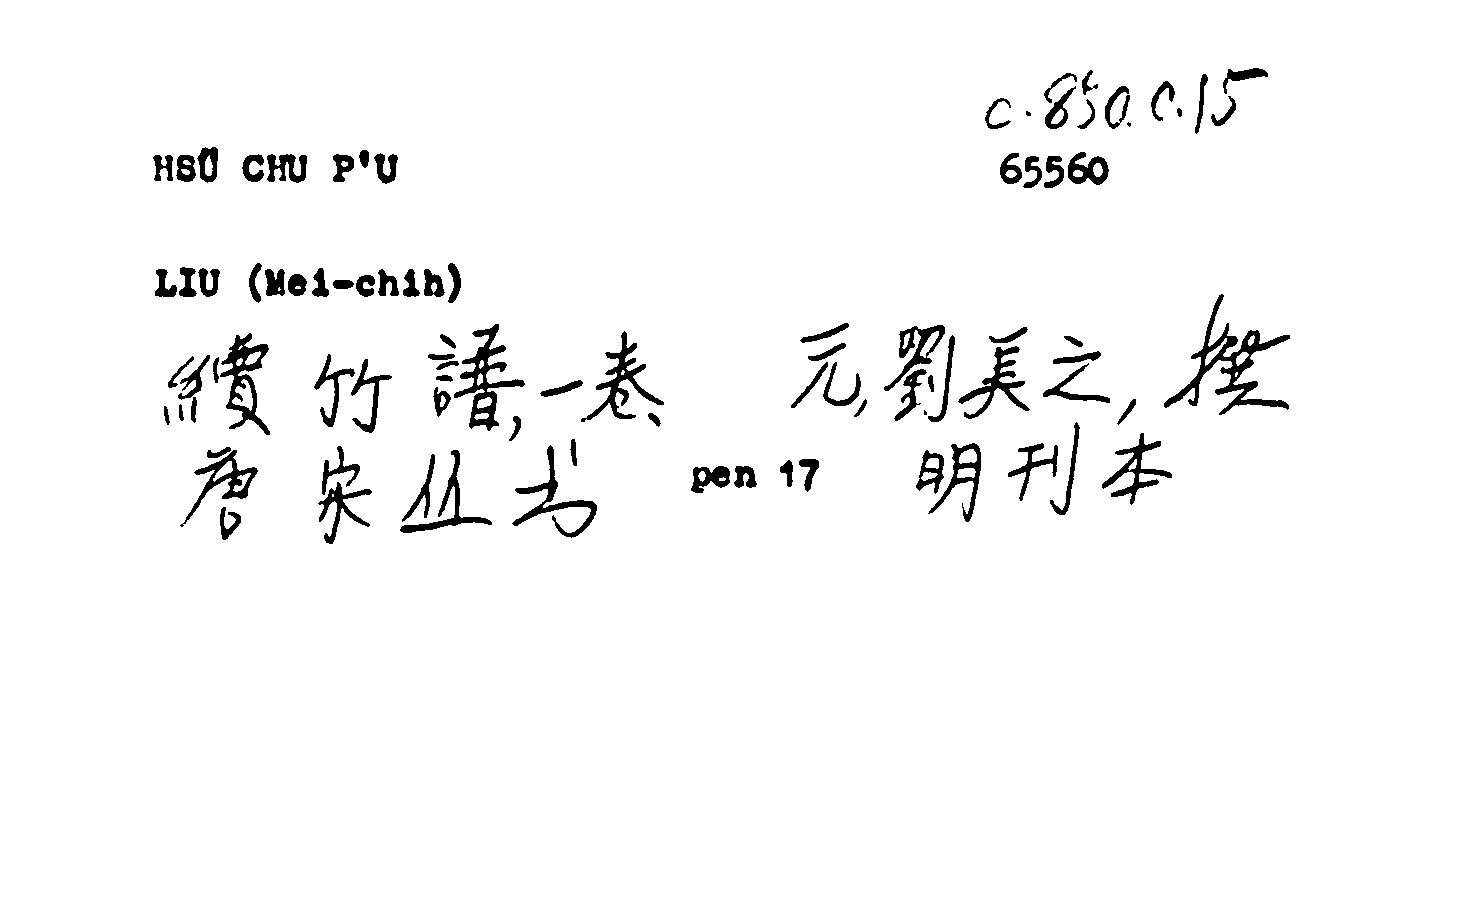 c.850.c.15
HSÜ CHU P'U 65560
LIU (Mei-chih)
續竹譜,一卷、 元,劉美之,撰
唐宋丛书 pen 17 明刊本